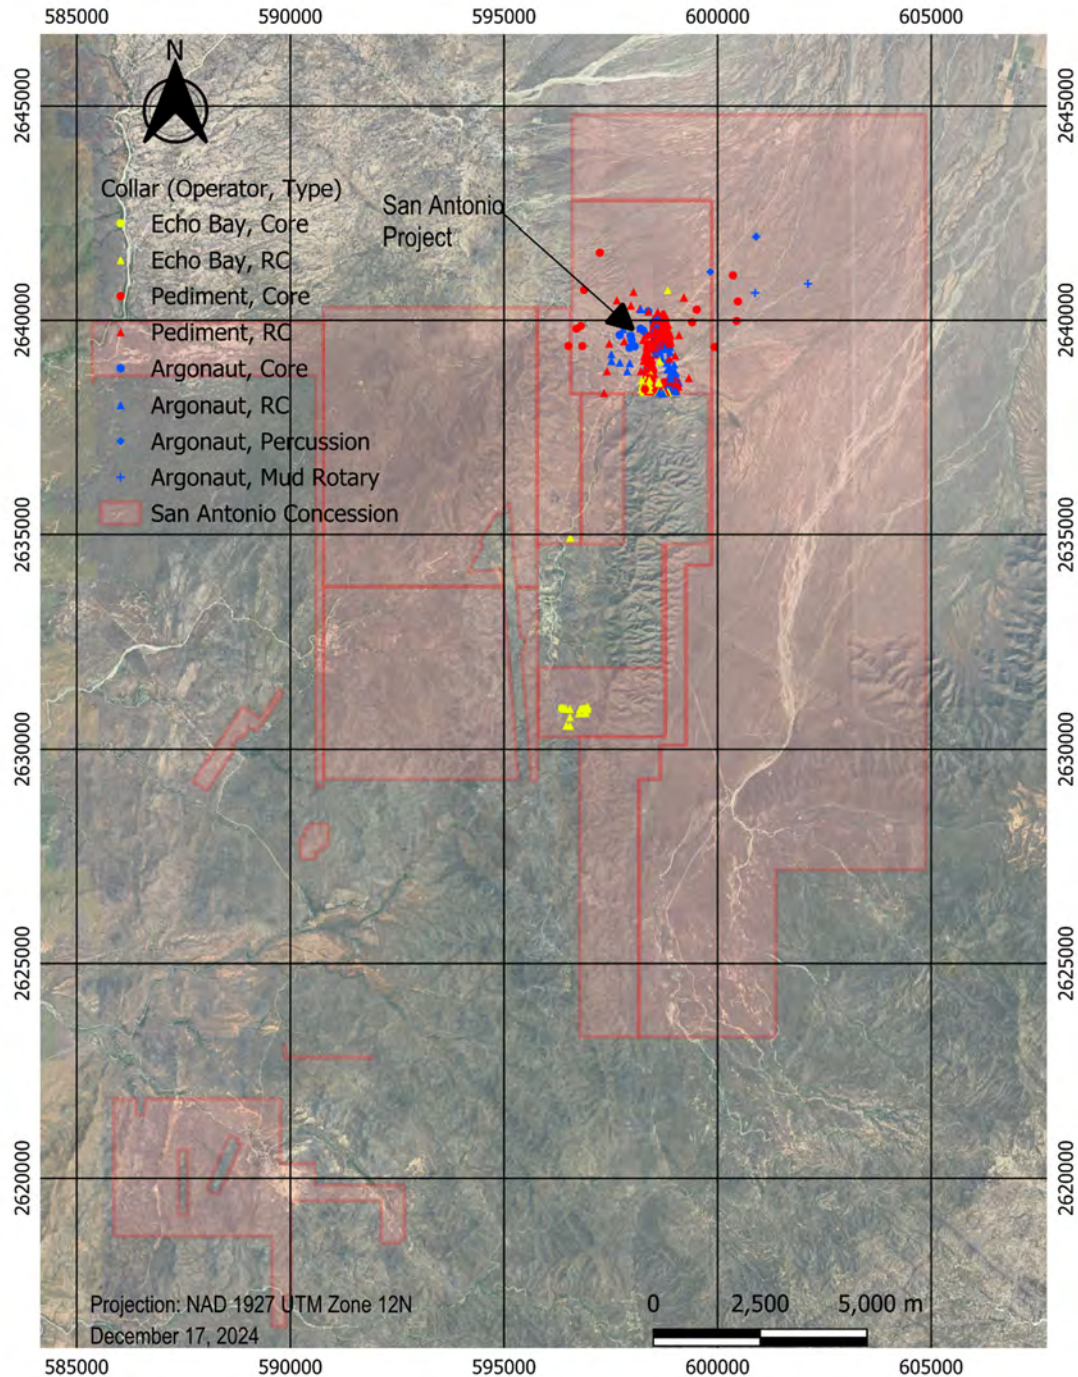 585000 590000 595000 600000 605000
N
2645000 2645000
Collar (Operator, Type)
Echo Bay, Core
Echo Bay, RC
Pediment, Core
Pediment, RC
Argonaut, Core
Argonaut, RC
Argonaut, Percussion
Argonaut, Mud Rotary
San Antonio Concession
San Antonio
Project
2640000 2640000
2635000 2635000
2630000 2630000
2625000 2625000
2620000 2620000
Projection: NAD 1927 UTM Zone 12N
December 17, 2024
0 2,500 5,000 m
585000 590000 595000 600000 605000